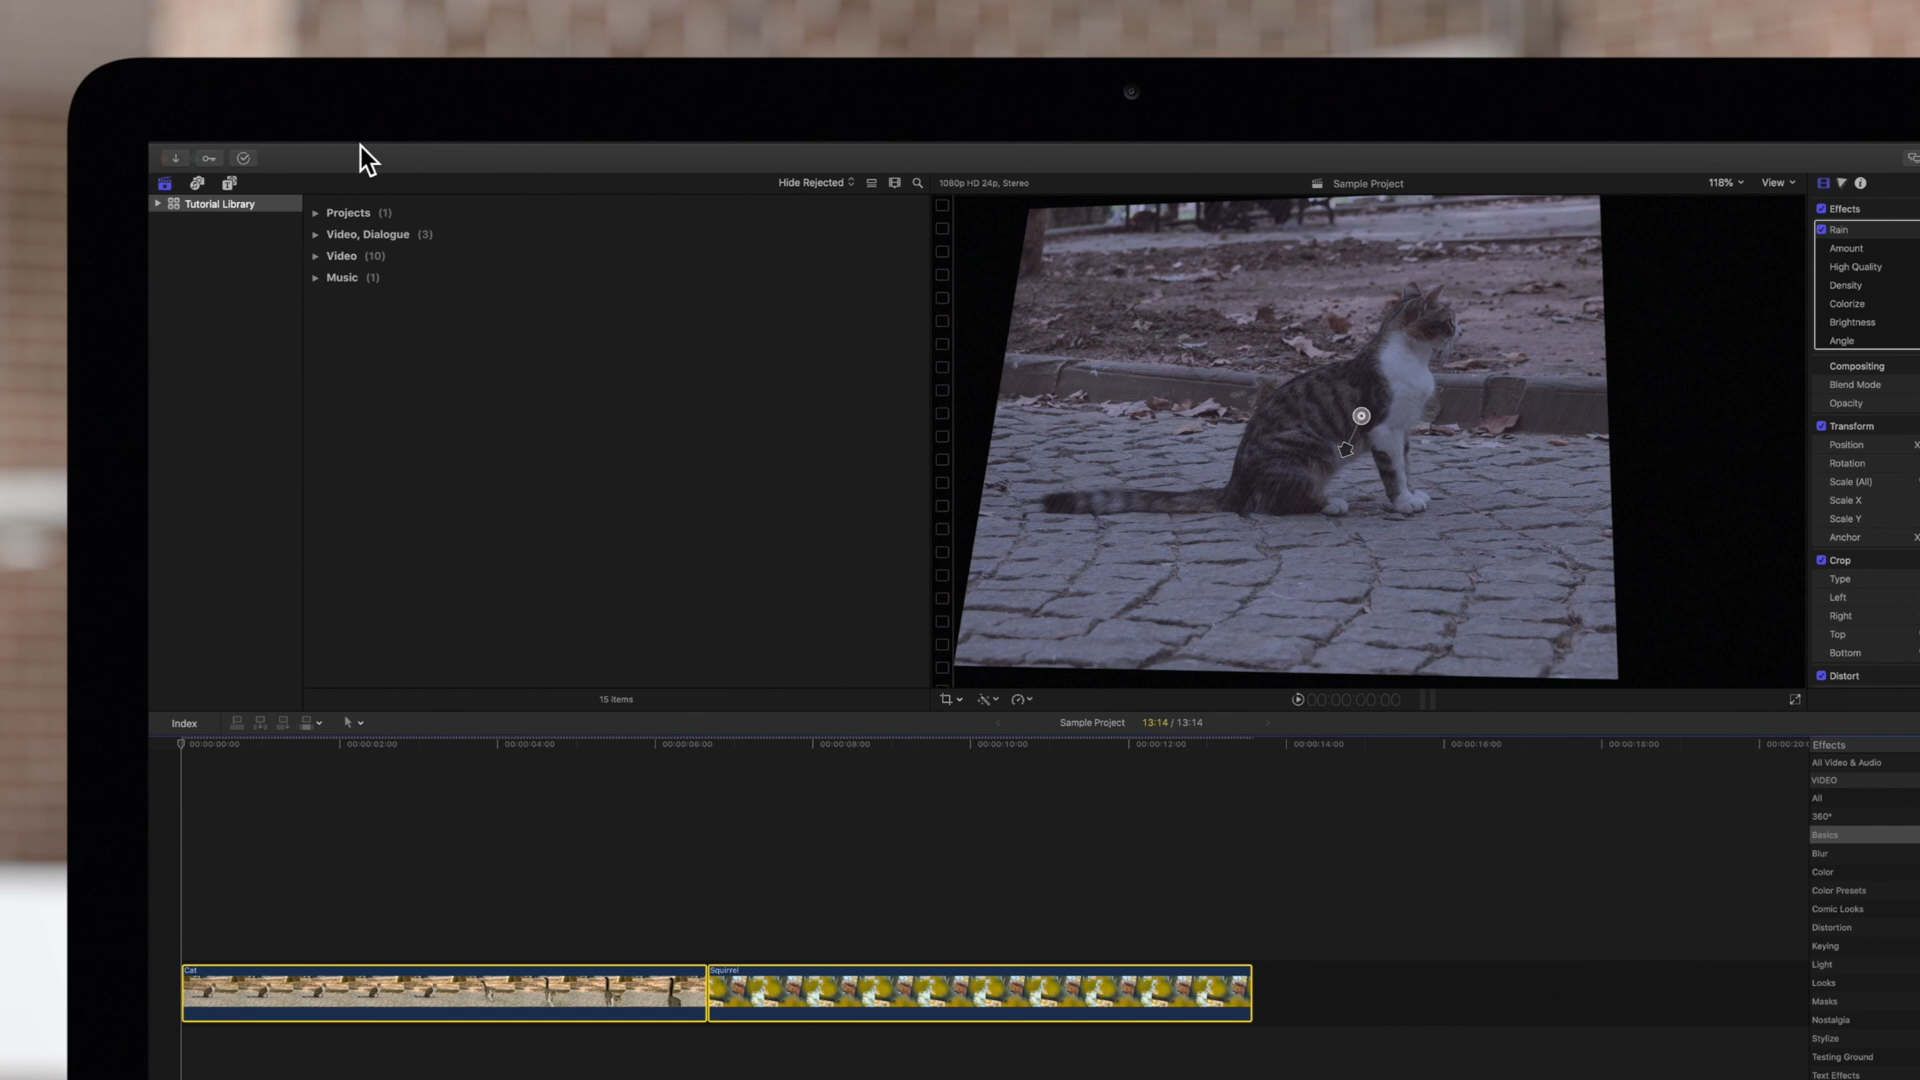 Hide Rejected
1080p HD 24p, Stereo
Sample Project
118%
View
Tutorial Library
Projects (1)
Video, Dialogue (3)
Video (10)
Music (1)
15 items
Effects
Rain
Amount
High Quality
Density
Colorize
Brightness
Angle
Compositing
Blend Mode
Opacity
Transform
Position X
Rotation
Scale (All)
Scale X
Scale Y
Anchor X
Crop
Type
Left
Right
Top
Bottom
Distort
00:00:00:00
Index
Sample Project 13:14 / 13:14
00:00:00:00 00:00:02:00 00:00:04:00 00:00:06:00 00:00:08:00 00:00:10:00 00:00:12:00 00:00:14:00 00:00:16:00 00:00:18:00 00:00:20:
Cat
Squirrel
Effects
All Video & Audio
VIDEO
All
360°
Basics
Blur
Color
Color Presets
Comic Looks
Distortion
Keying
Light
Looks
Masks
Nostalgia
Stylize
Testing Ground
Text Effects